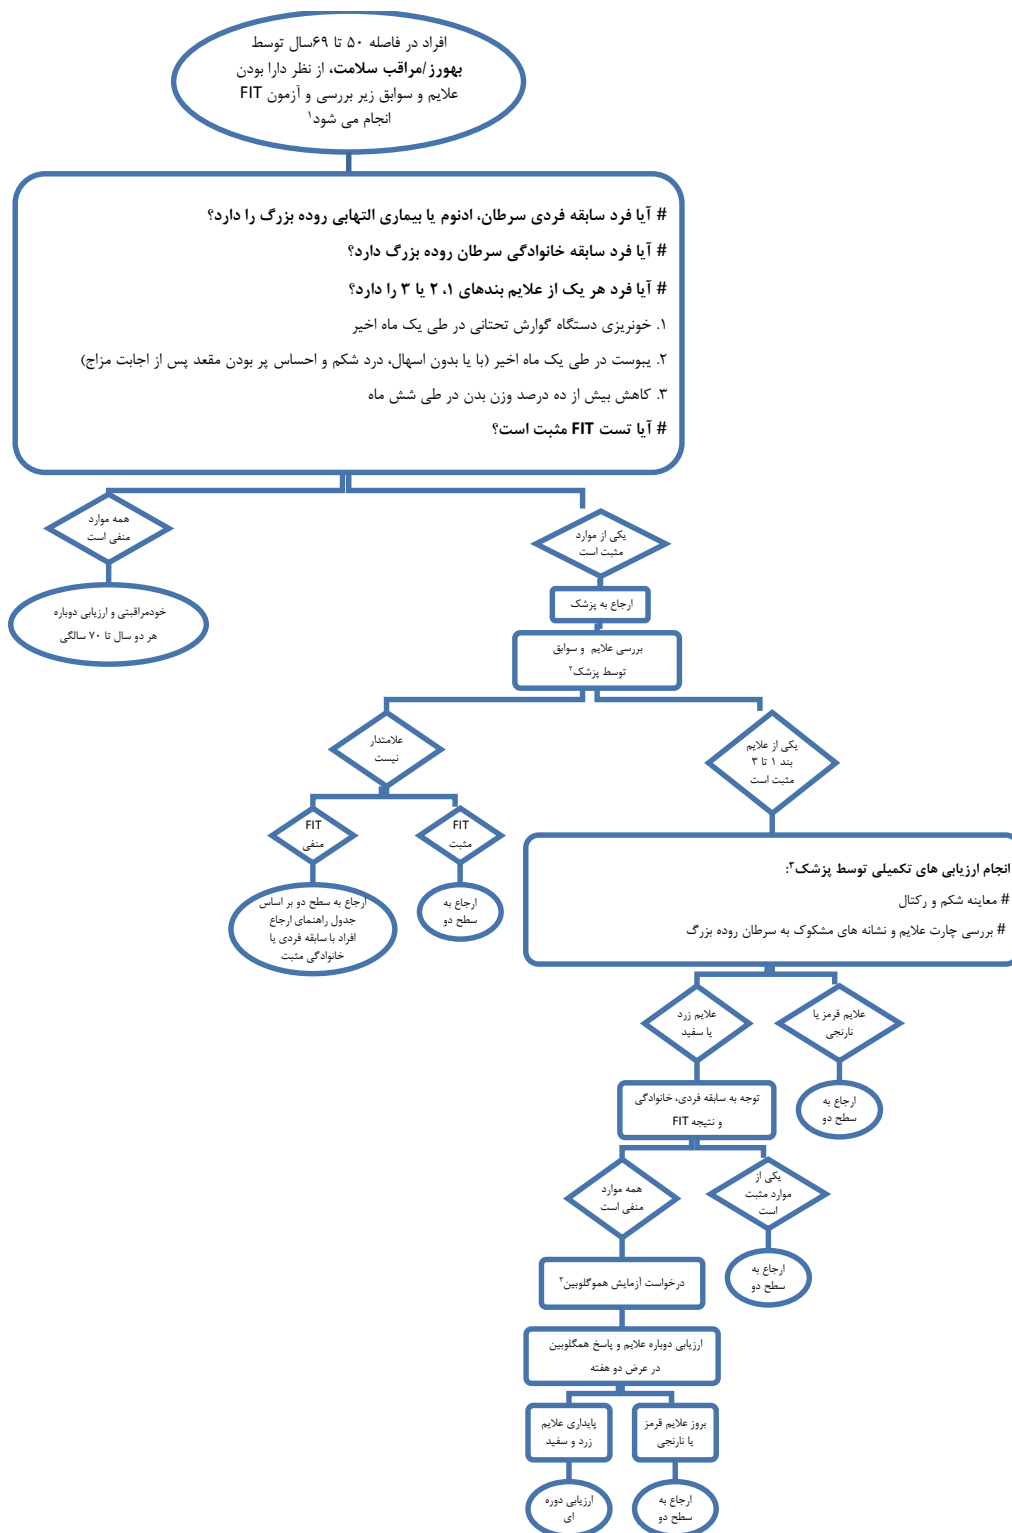 افراد در فاصله ۵۰ تا ۶۹سال توسط
بهورز/مراقب سلامت، از نظر دارا بودن
علایم و سوابق زیر بررسی و آزمون FIT
انجام می شود۱
# آیا فرد سابقه فردی سرطان، ادنوم یا بیماری التهابی روده بزرگ را دارد؟
# آیا فرد سابقه خانوادگی سرطان روده بزرگ دارد؟
# آیا فرد هر یک از علایم بندهای ۱، ۲ یا ۳ را دارد؟
۱. خونریزی دستگاه گوارش تحتانی در طی یک ماه اخیر
۲. یبوست در طی یک ماه اخیر (با یا بدون اسهال، درد شکم و احساس پر بودن مقعد پس از اجابت مزاج)
۳. کاهش بیش از ده درصد وزن بدن در طی شش ماه
# آیا تست FIT مثبت است؟
همه موارد
منفی است
خودمراقبتی و ارزیابی دوباره
هر دو سال تا ۷۰ سالگی
یکی از موارد
مثبت است
ارجاع به پزشک
بررسی علایم و سوابق
توسط پزشک۲
علامتدار
نیست
FIT
منفی
ارجاع به سطح دو بر اساس
جدول راهنمای ارجاع
افراد با سابقه فردی یا
خانوادگی مثبت
FIT
مثبت
ارجاع به
سطح دو
یکی از علایم
بند ۱ تا ۳
مثبت است
انجام ارزیابی های تکمیلی توسط پزشک۳:
# معاینه شکم و رکتال
# بررسی چارت علایم و نشانه های مشکوک به سرطان روده بزرگ
علایم قرمز یا
نارنجی
ارجاع به
سطح دو
علایم زرد
یا سفید
توجه به سابقه فردی، خانوادگی
و نتیجه FIT
یکی از
موارد مثبت
است
ارجاع به
سطح دو
همه موارد
منفی است
درخواست آزمایش هموگلوبین۳
ارزیابی دوباره علایم و پاسخ همگلوبین
در عرض دو هفته
بروز علایم قرمز
یا نارنجی
ارجاع به
سطح دو
پایداری علایم
زرد و سفید
ارزیابی دوره
ای